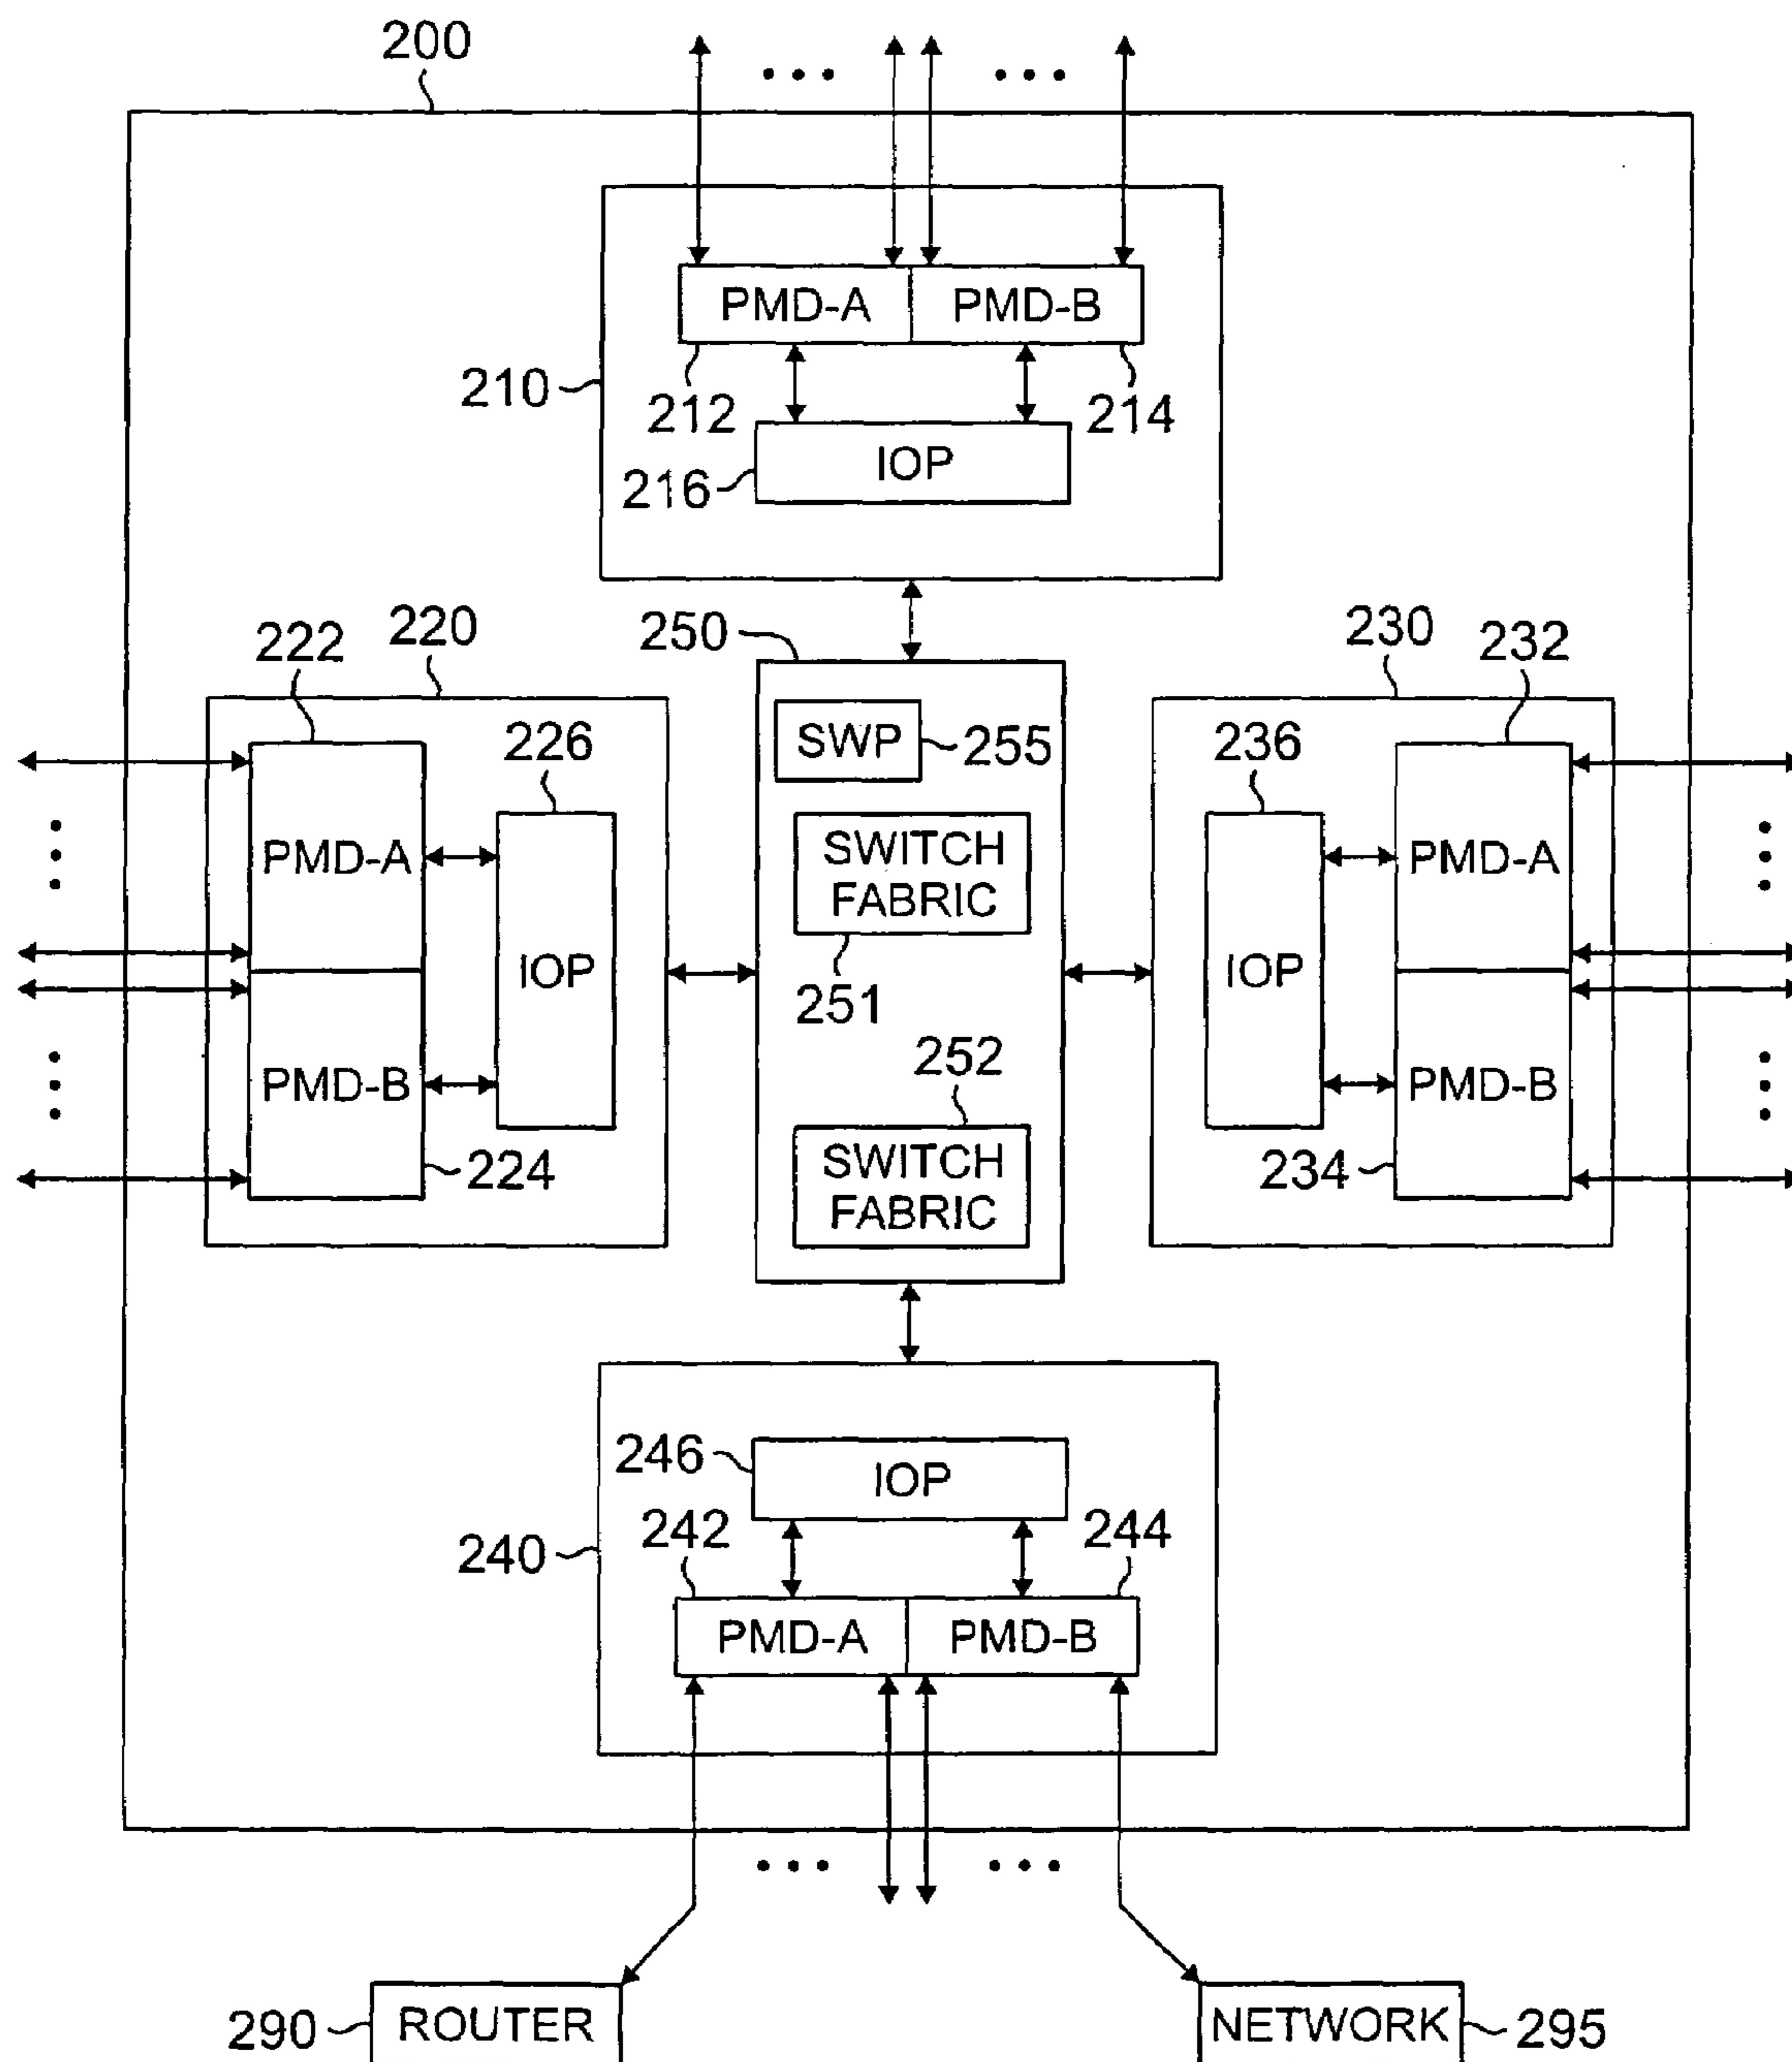 200
PMD-A PMD-B
210
212
214
IOP
216
220
250
230
222
232
SWP
255
226
236
SWITCH
FABRIC
PMD-A
PMD-A
IOP
IOP
251
252
PMD-B
PMD-B
SWITCH
FABRIC
224
234
246
IOP
242
244
240
PMD-A PMD-B
290
ROUTER
NETWORK
295